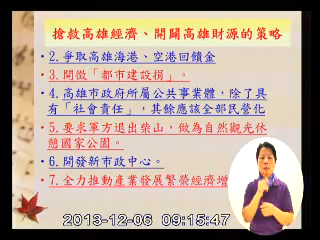 搶救高雄經濟、開闢高雄財源的策略
2.爭取高雄海港、空港回饋金
3.開徵「都市建設捐」。
4.高雄市政府所屬公共事業體，除了具
有「社會責任」，其餘應該全部民營化
5.要求軍方退出柴山，做為自然觀光休
憩國家公園。
6.開發新市政中心。
7.全力推動產業發展繁榮經濟增
2013-12-06 09:15:47